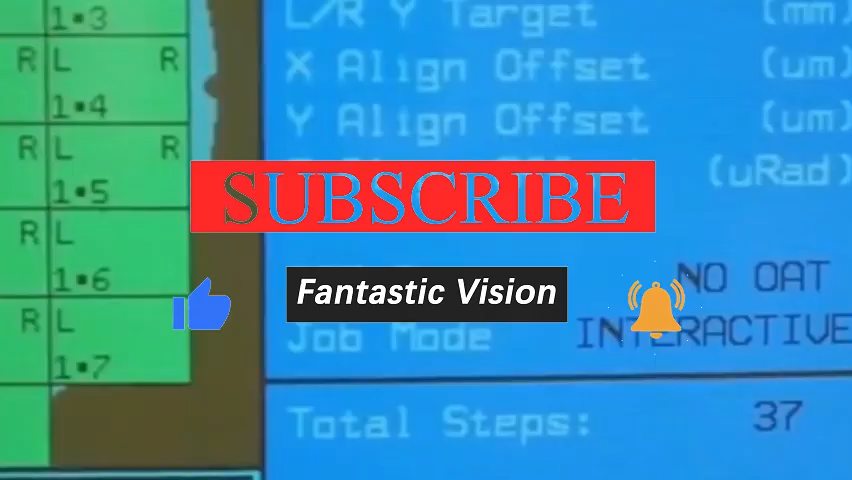 1•3
R L R
1•4
R L R
1•5
R L
1•6
R L
1•7
L/R Y Target (mm)
X Align Offset (um)
Y Align Offset (um)
(uRad)
SUBSCRIBE
Fantastic Vision
NO OAT
Job Mode INTERACTIVE
Total Steps: 37